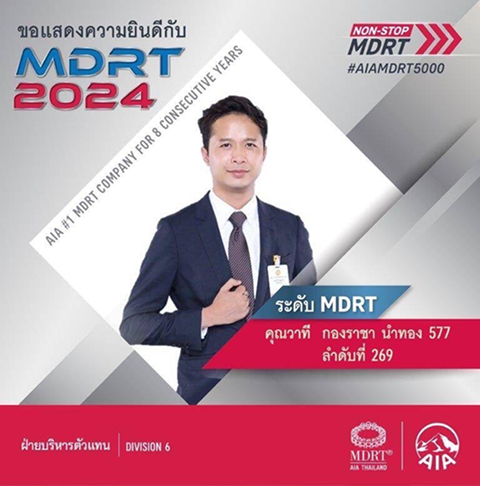 ขอแสดงความยินดีกับ
MDRT
2024
NON-STOP
MDRT
#AIAMDRT5000
AIA #1 MDRT COMPANY FOR 8 CONSECUTIVE YEARS
ระดับ MDRT
คุณวาที กองราชา นำทอง 577
ลำดับที่ 269
ฝ่ายบริหารตัวแทน | DIVISION 6
MDRT®
AIA THAILAND
AIA